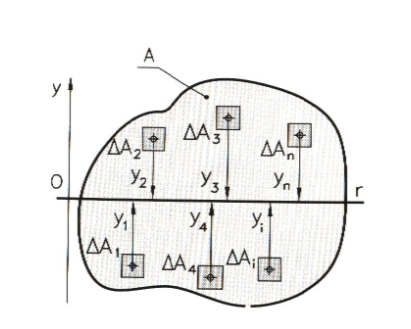 A
y
ΔA₂ ΔA₃ ΔAₙ
O y₂ y₃ yₙ r
y₁ y₄ yᵢ
ΔA₁ ΔA₄ ΔAᵢ